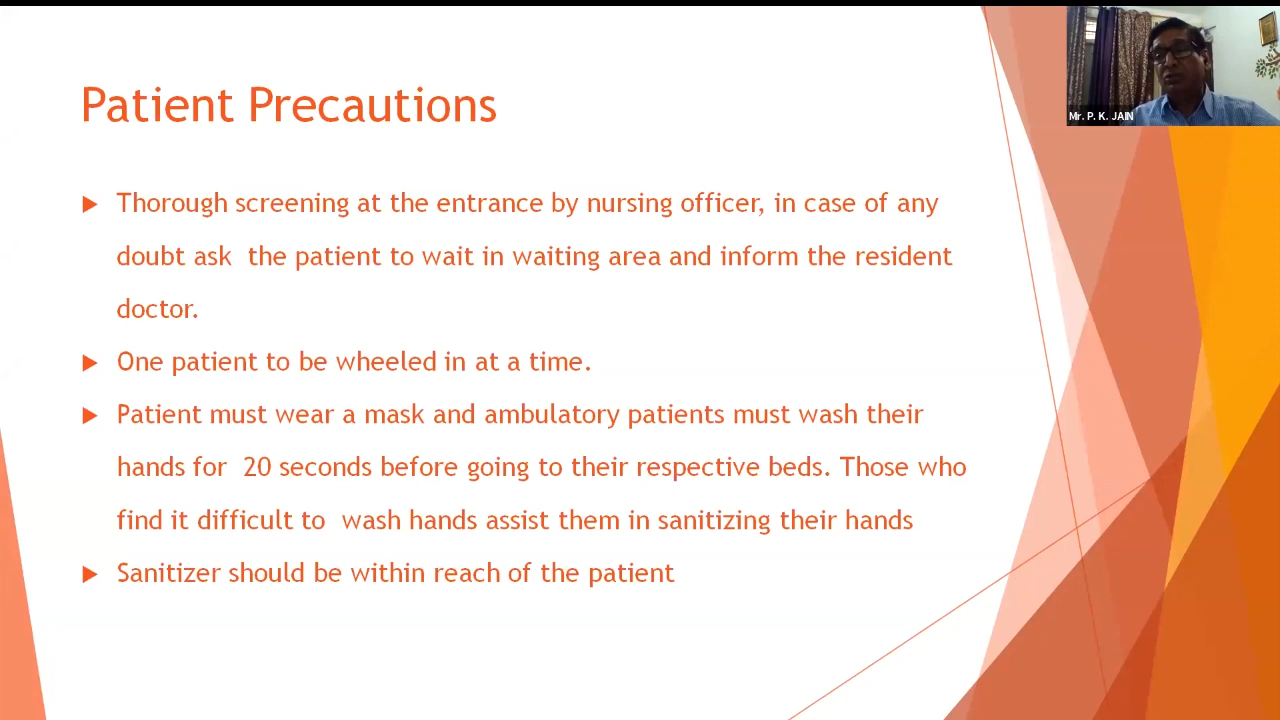 Patient Precautions
Mr. P. K. JAIN
Thorough screening at the entrance by nursing officer, in case of any
doubt ask  the patient to wait in waiting area and inform the resident
doctor.
One patient to be wheeled in at a time.
Patient must wear a mask and ambulatory patients must wash their
hands for  20 seconds before going to their respective beds. Those who
find it difficult to  wash hands assist them in sanitizing their hands
Sanitizer should be within reach of the patient